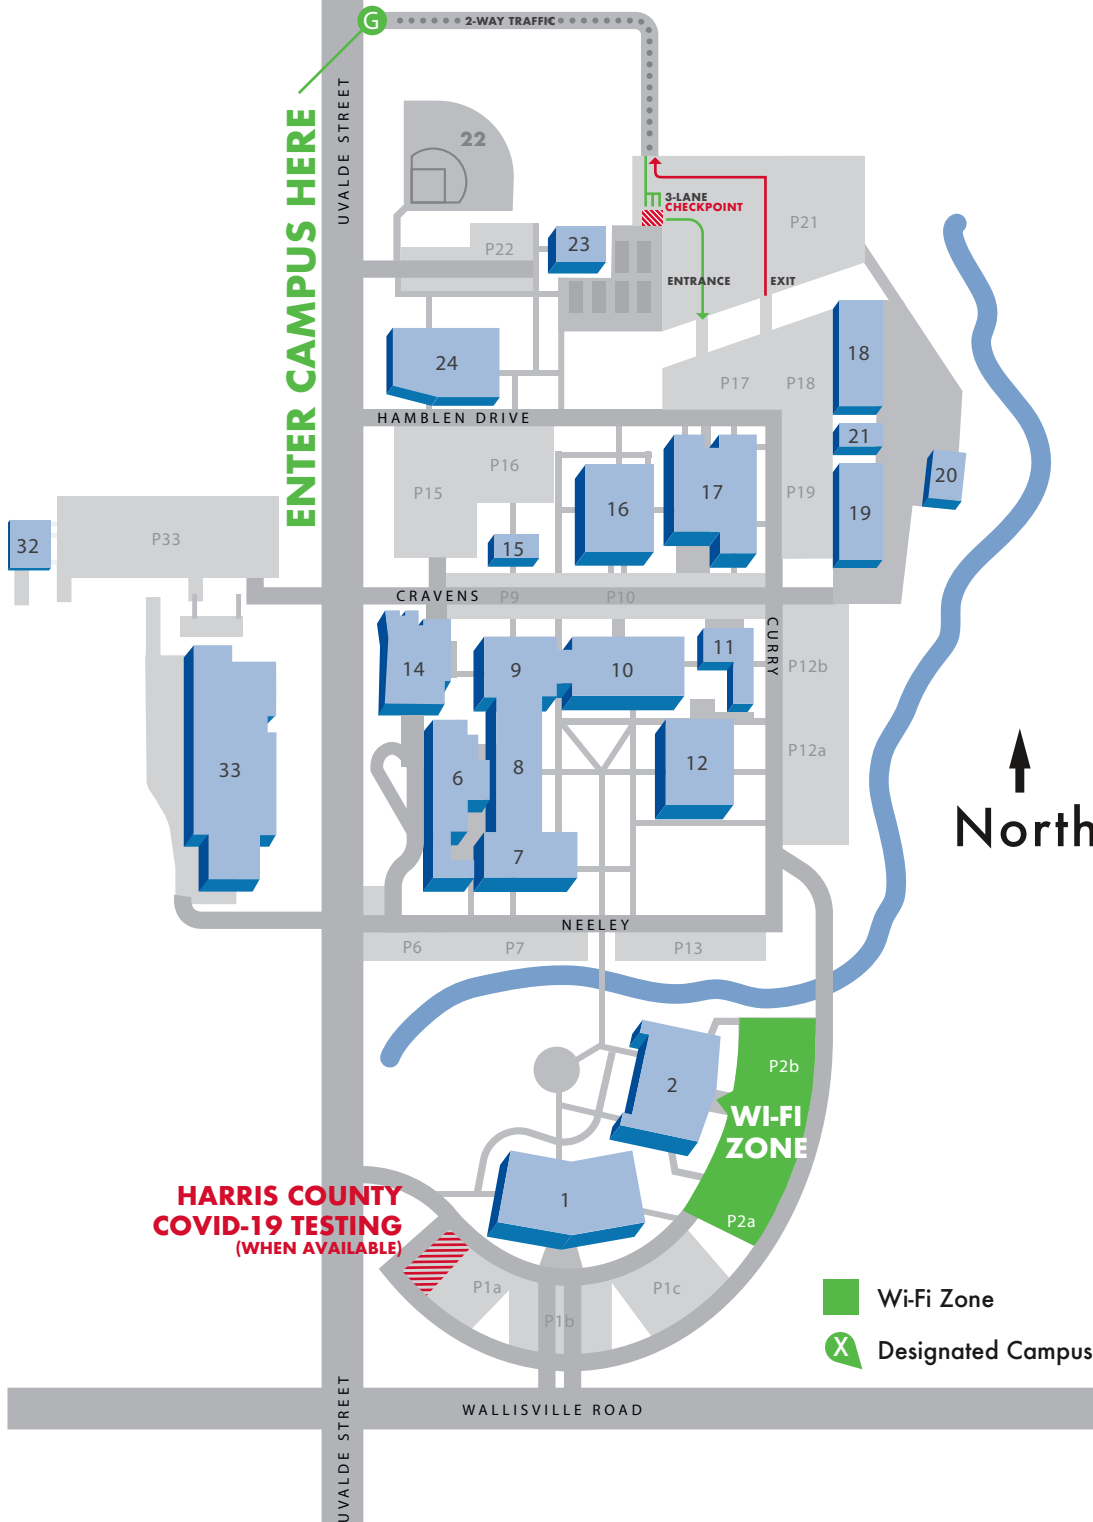 G
2-WAY TRAFFIC
UVALDE STREET
ENTER CAMPUS HERE
22
3-LANE
CHECKPOINT
P21
23
P22
ENTRANCE
EXIT
18
24
P17
P18
HAMBLEN DRIVE
21
P16
20
P15
17
P19
16
19
32
P33
15
CRAVENS
P9
P10
CURRY
11
14
9
10
P12b
33
6
8
12
P12a
North
7
NEELEY
P6
P7
P13
P2b
2
WI-FI
ZONE
1
P2a
HARRIS COUNTY
COVID-19 TESTING
(WHEN AVAILABLE)
P1a
P1c
P1b
Wi-Fi Zone
X
Designated Campus
WALLISVILLE ROAD
UVALDE STREET